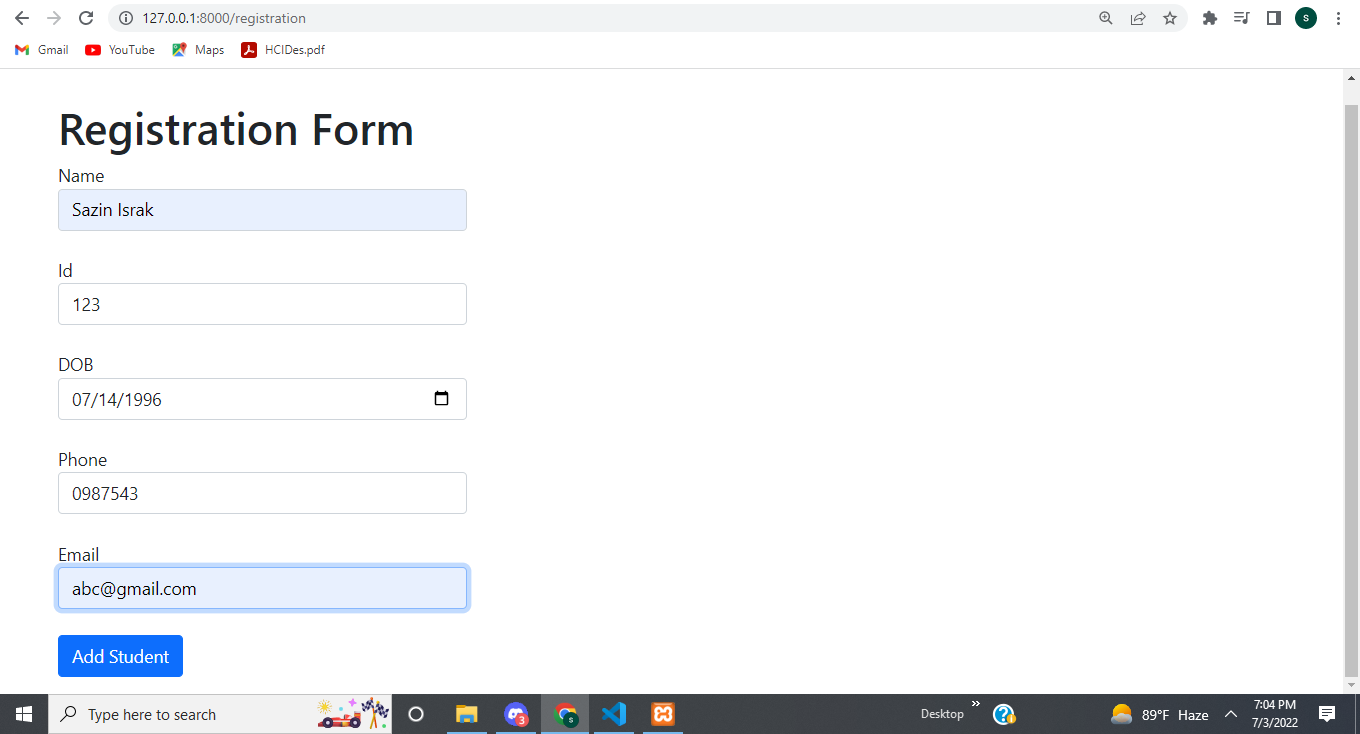 127.0.0.1:8000/registration
S
Gmail YouTube Maps HCIDes.pdf
Registration Form
Name
Sazin Israk
Id
123
DOB
07/14/1996
Phone
0987543
Email
abc@gmail.com
Add Student
Type here to search
3
S
Desktop
»
?
89°F Haze
7:04 PM
7/3/2022